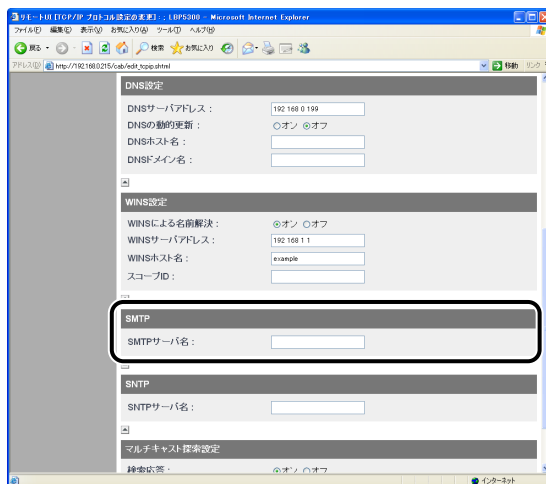 リモートUI [TCP/IP プロトコル設定の変更] : ; LBP5300 - Microsoft Internet Explorer
ファイル(F) 編集(E) 表示(V) お気に入り(A) ツール(T) ヘルプ(H)
戻る 検索 お気に入り
アドレス(D) http://192.168.0.215/cab/edit_tcpip.shtml 移動 リンク
DNS設定
DNSサーバアドレス : 192.168.0.199
DNSの動的更新 : オン オフ
DNSホスト名 :
DNSドメイン名 :
WINS設定
WINSによる名前解決 : オン オフ
WINSサーバアドレス : 192.168.1.1
WINSホスト名 : example
スコープID :
SMTP
SMTPサーバ名 :
SNTP
SNTPサーバ名 :
マルチキャスト探索設定
検索応答 : オン オフ
インターネット